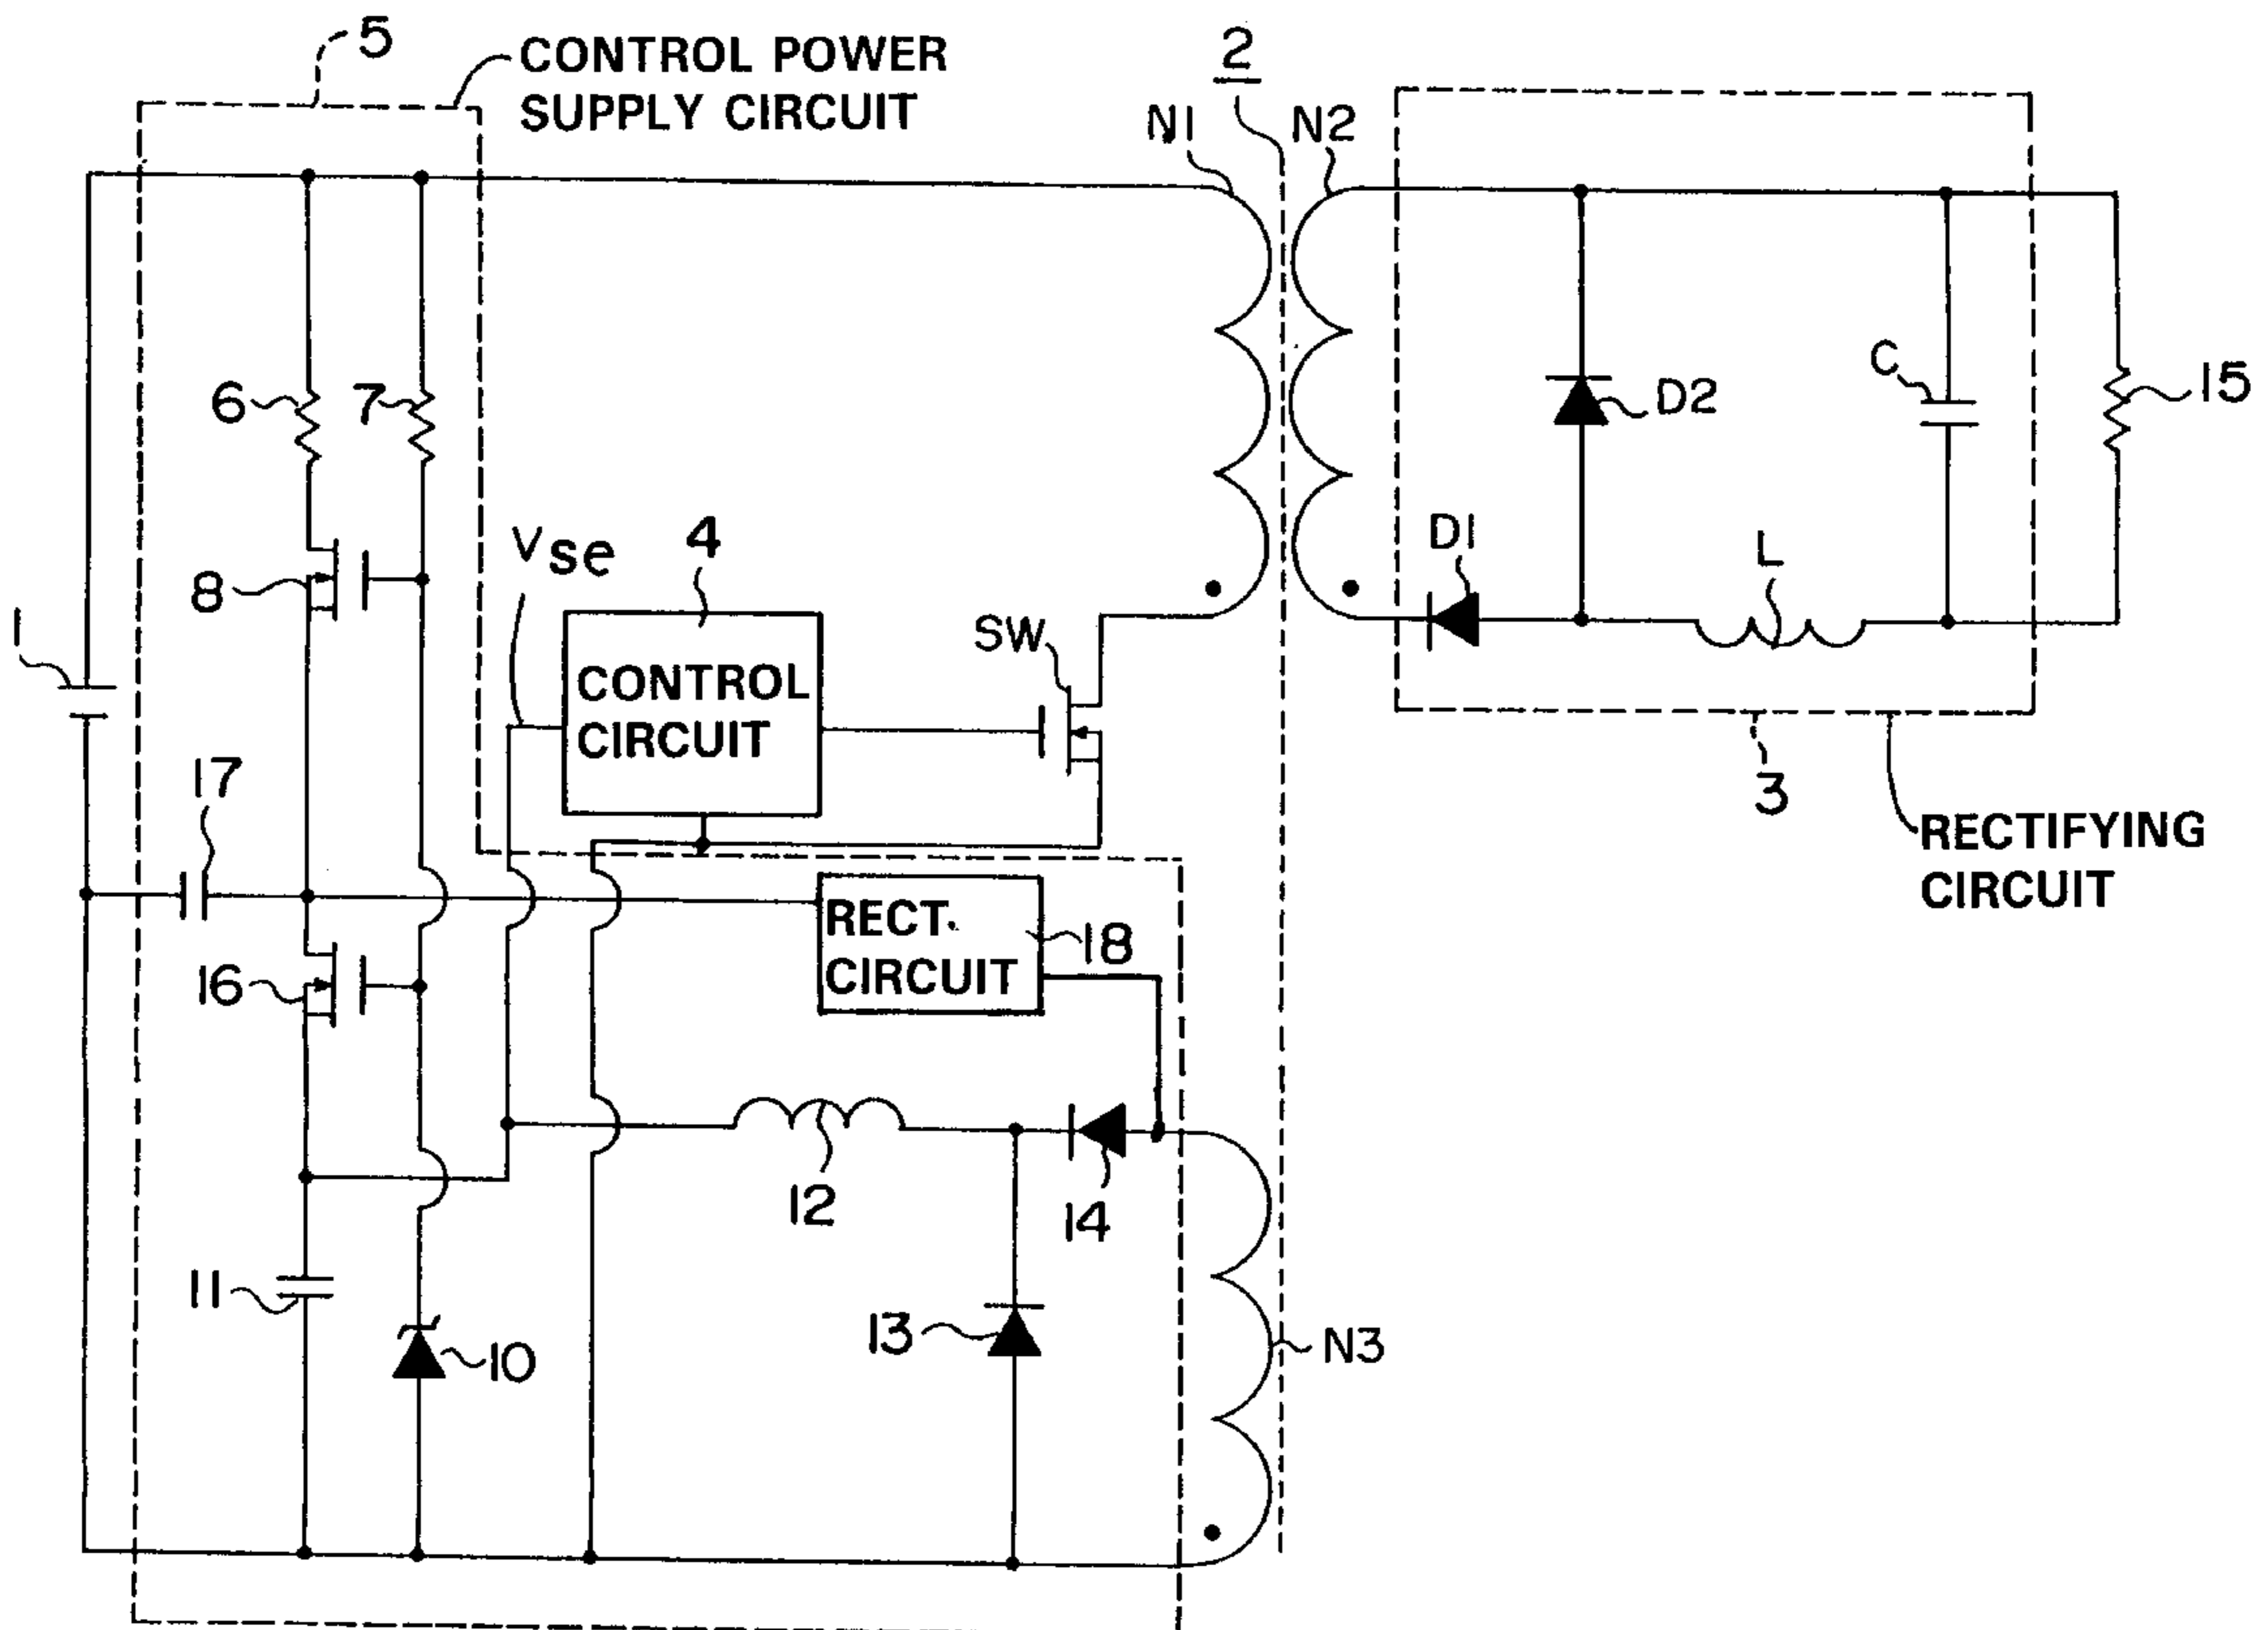 5
CONTROL POWER
SUPPLY CIRCUIT
2
N1
N2
6
7
C
15
D2
D1
L
8
Vse
4
SW
1
CONTROL
CIRCUIT
3
17
RECTIFYING
CIRCUIT
RECT.
CIRCUIT
18
16
12
14
11
13
10
N3